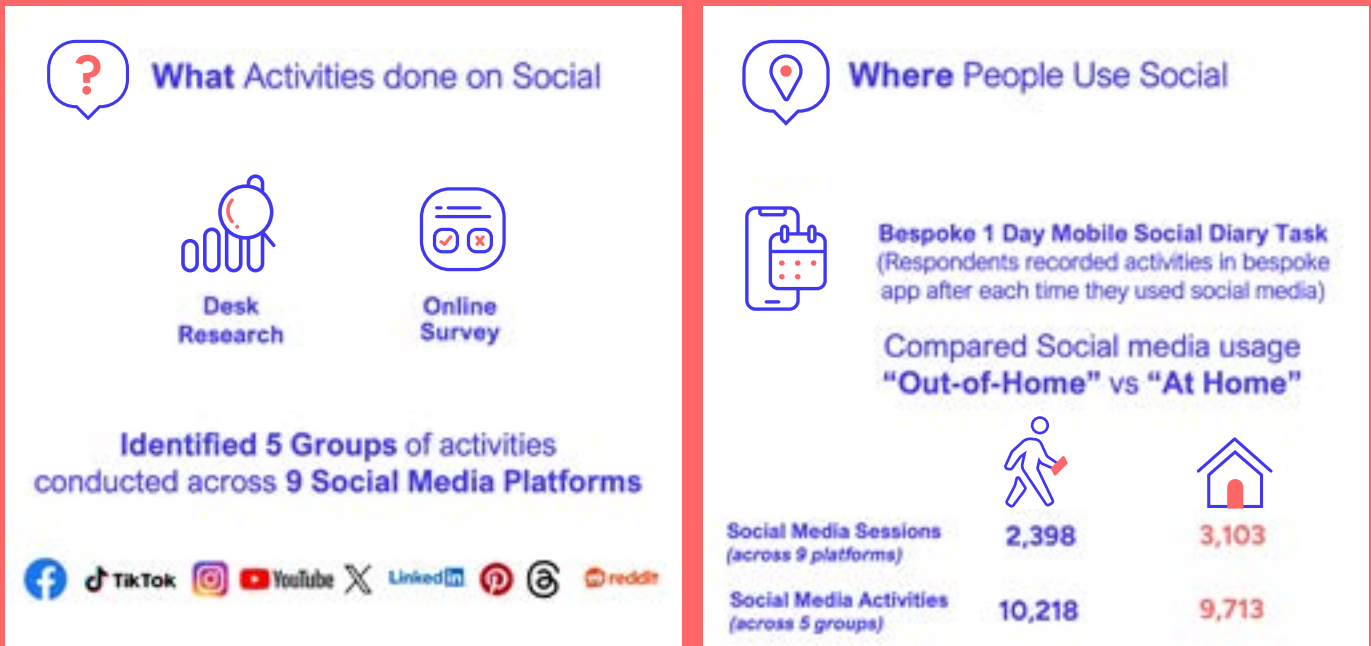 ?
What Activities done on Social
Desk
Research
Online
Survey
Identified 5 Groups of activities
conducted across 9 Social Media Platforms
f TikTok YouTube X Linked in reddit
Where People Use Social
Bespoke 1 Day Mobile Social Diary Task
(Respondents recorded activities in bespoke
app after each time they used social media)
Compared Social media usage
“Out-of-Home” vs “At Home”
Social Media Sessions 2,398 3,103
(across 9 platforms)
Social Media Activities 10,218 9,713
(across 5 groups)